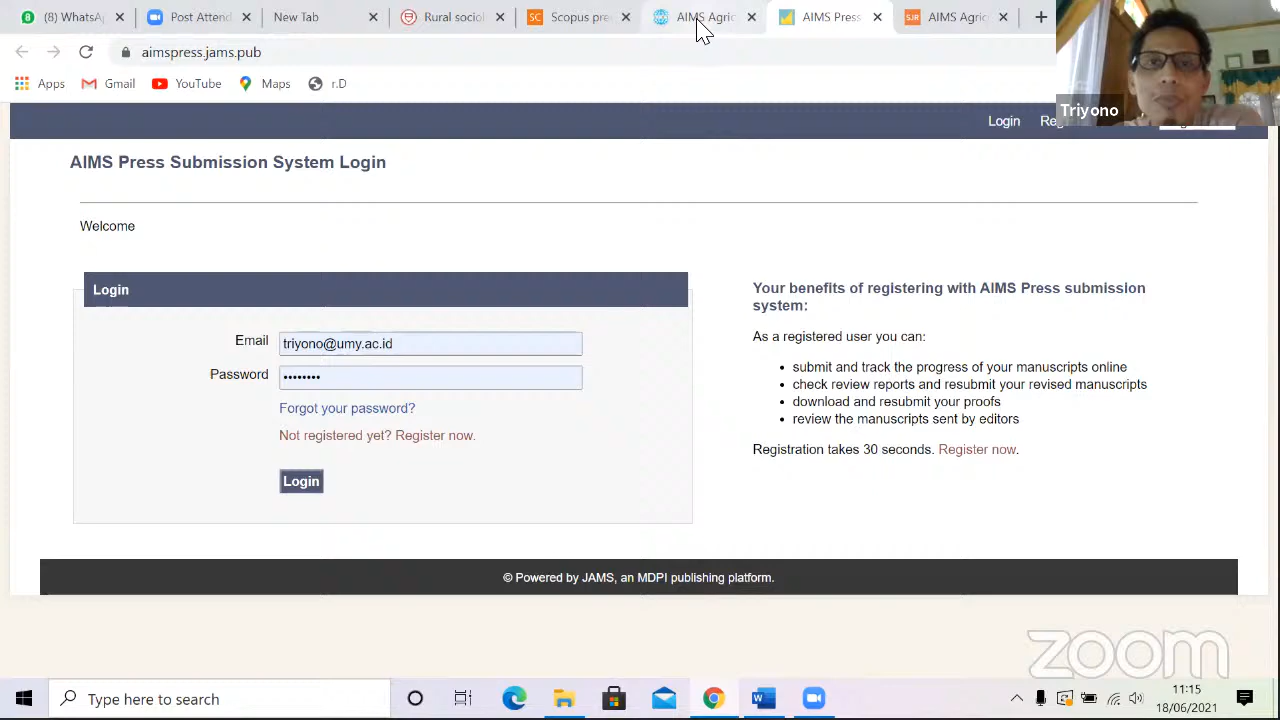 (8) WhatsA
Post Attend
New Tab
Rural sociol
Scopus prev
AIMS Agric
AIMS Press
AIMS Agric
aimspress.jams.pub
Apps
Gmail
YouTube
Maps
r.D
Triyono
Login
Reg
AIMS Press Submission System Login
Welcome
Login
Email
triyono@umy.ac.id
Password
••••••••
Forgot your password?
Not registered yet? Register now.
Login
Your benefits of registering with AIMS Press submission
system:
As a registered user you can:
• submit and track the progress of your manuscripts online
• check review reports and resubmit your revised manuscripts
• download and resubmit your proofs
• review the manuscripts sent by editors
Registration takes 30 seconds. Register now.
© Powered by JAMS, an MDPI publishing platform.
zoom
Type here to search
11:15
18/06/2021